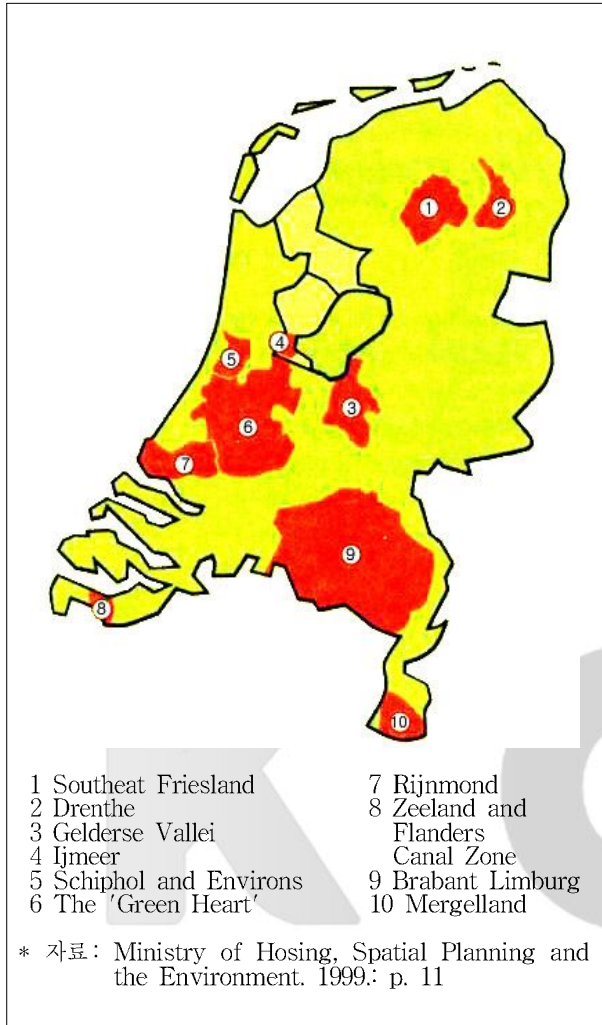 1
2
3
4
5
6
7
8
9
10
1 Southeat Friesland
2 Drenthe
3 Gelderse Vallei
4 Ijmeer
5 Schiphol and Environs
6 The 'Green Heart'
7 Rijnmond
8 Zeeland and
Flanders
Canal Zone
9 Brabant Limburg
10 Mergelland
* 자료: Ministry of Hosing, Spatial Planning and
the Environment. 1999.: p. 11